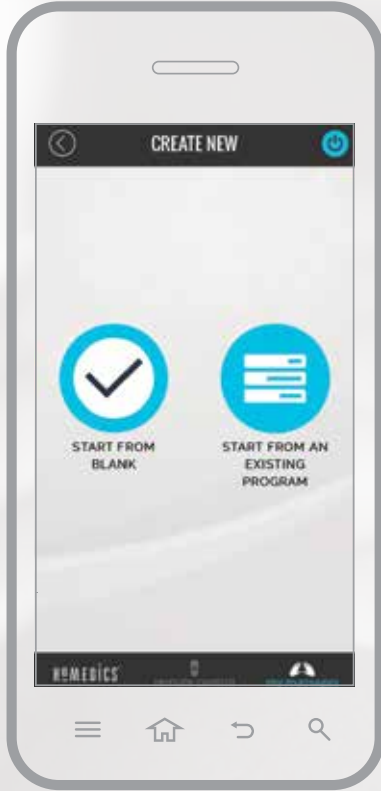 CREATE NEW
START FROM
BLANK
START FROM AN
EXISTING
PROGRAM
HOMEDICS